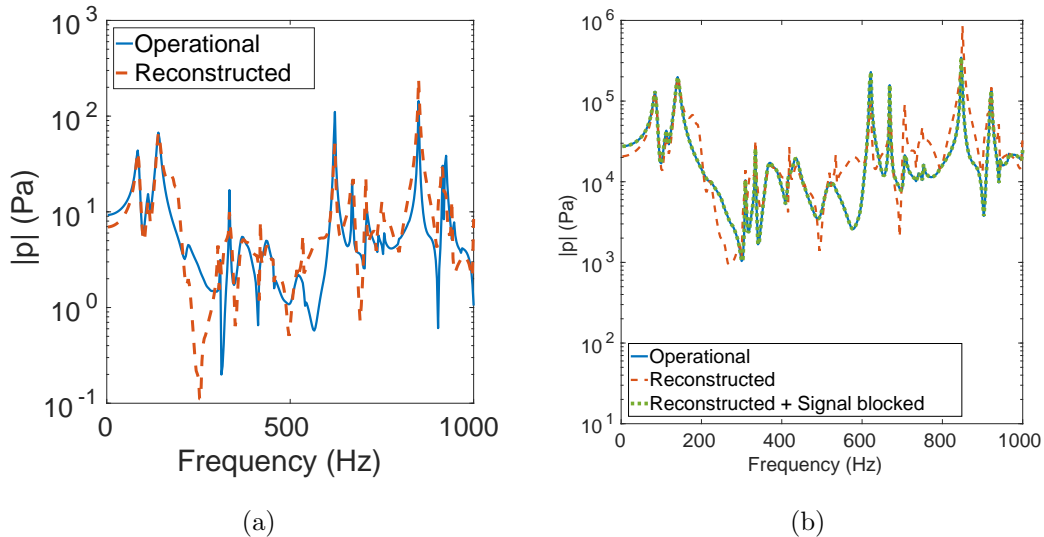 10^3
Operational
Reconstructed
10^2
10^1
10^0
10^-1
|p| (Pa)
0 500 1000
Frequency (Hz)
(a)
10^6
10^5
10^4
10^3
10^2
10^1
|p| (Pa)
Operational
Reconstructed
Reconstructed + Signal blocked
0 200 400 600 800 1000
Frequency (Hz)
(b)